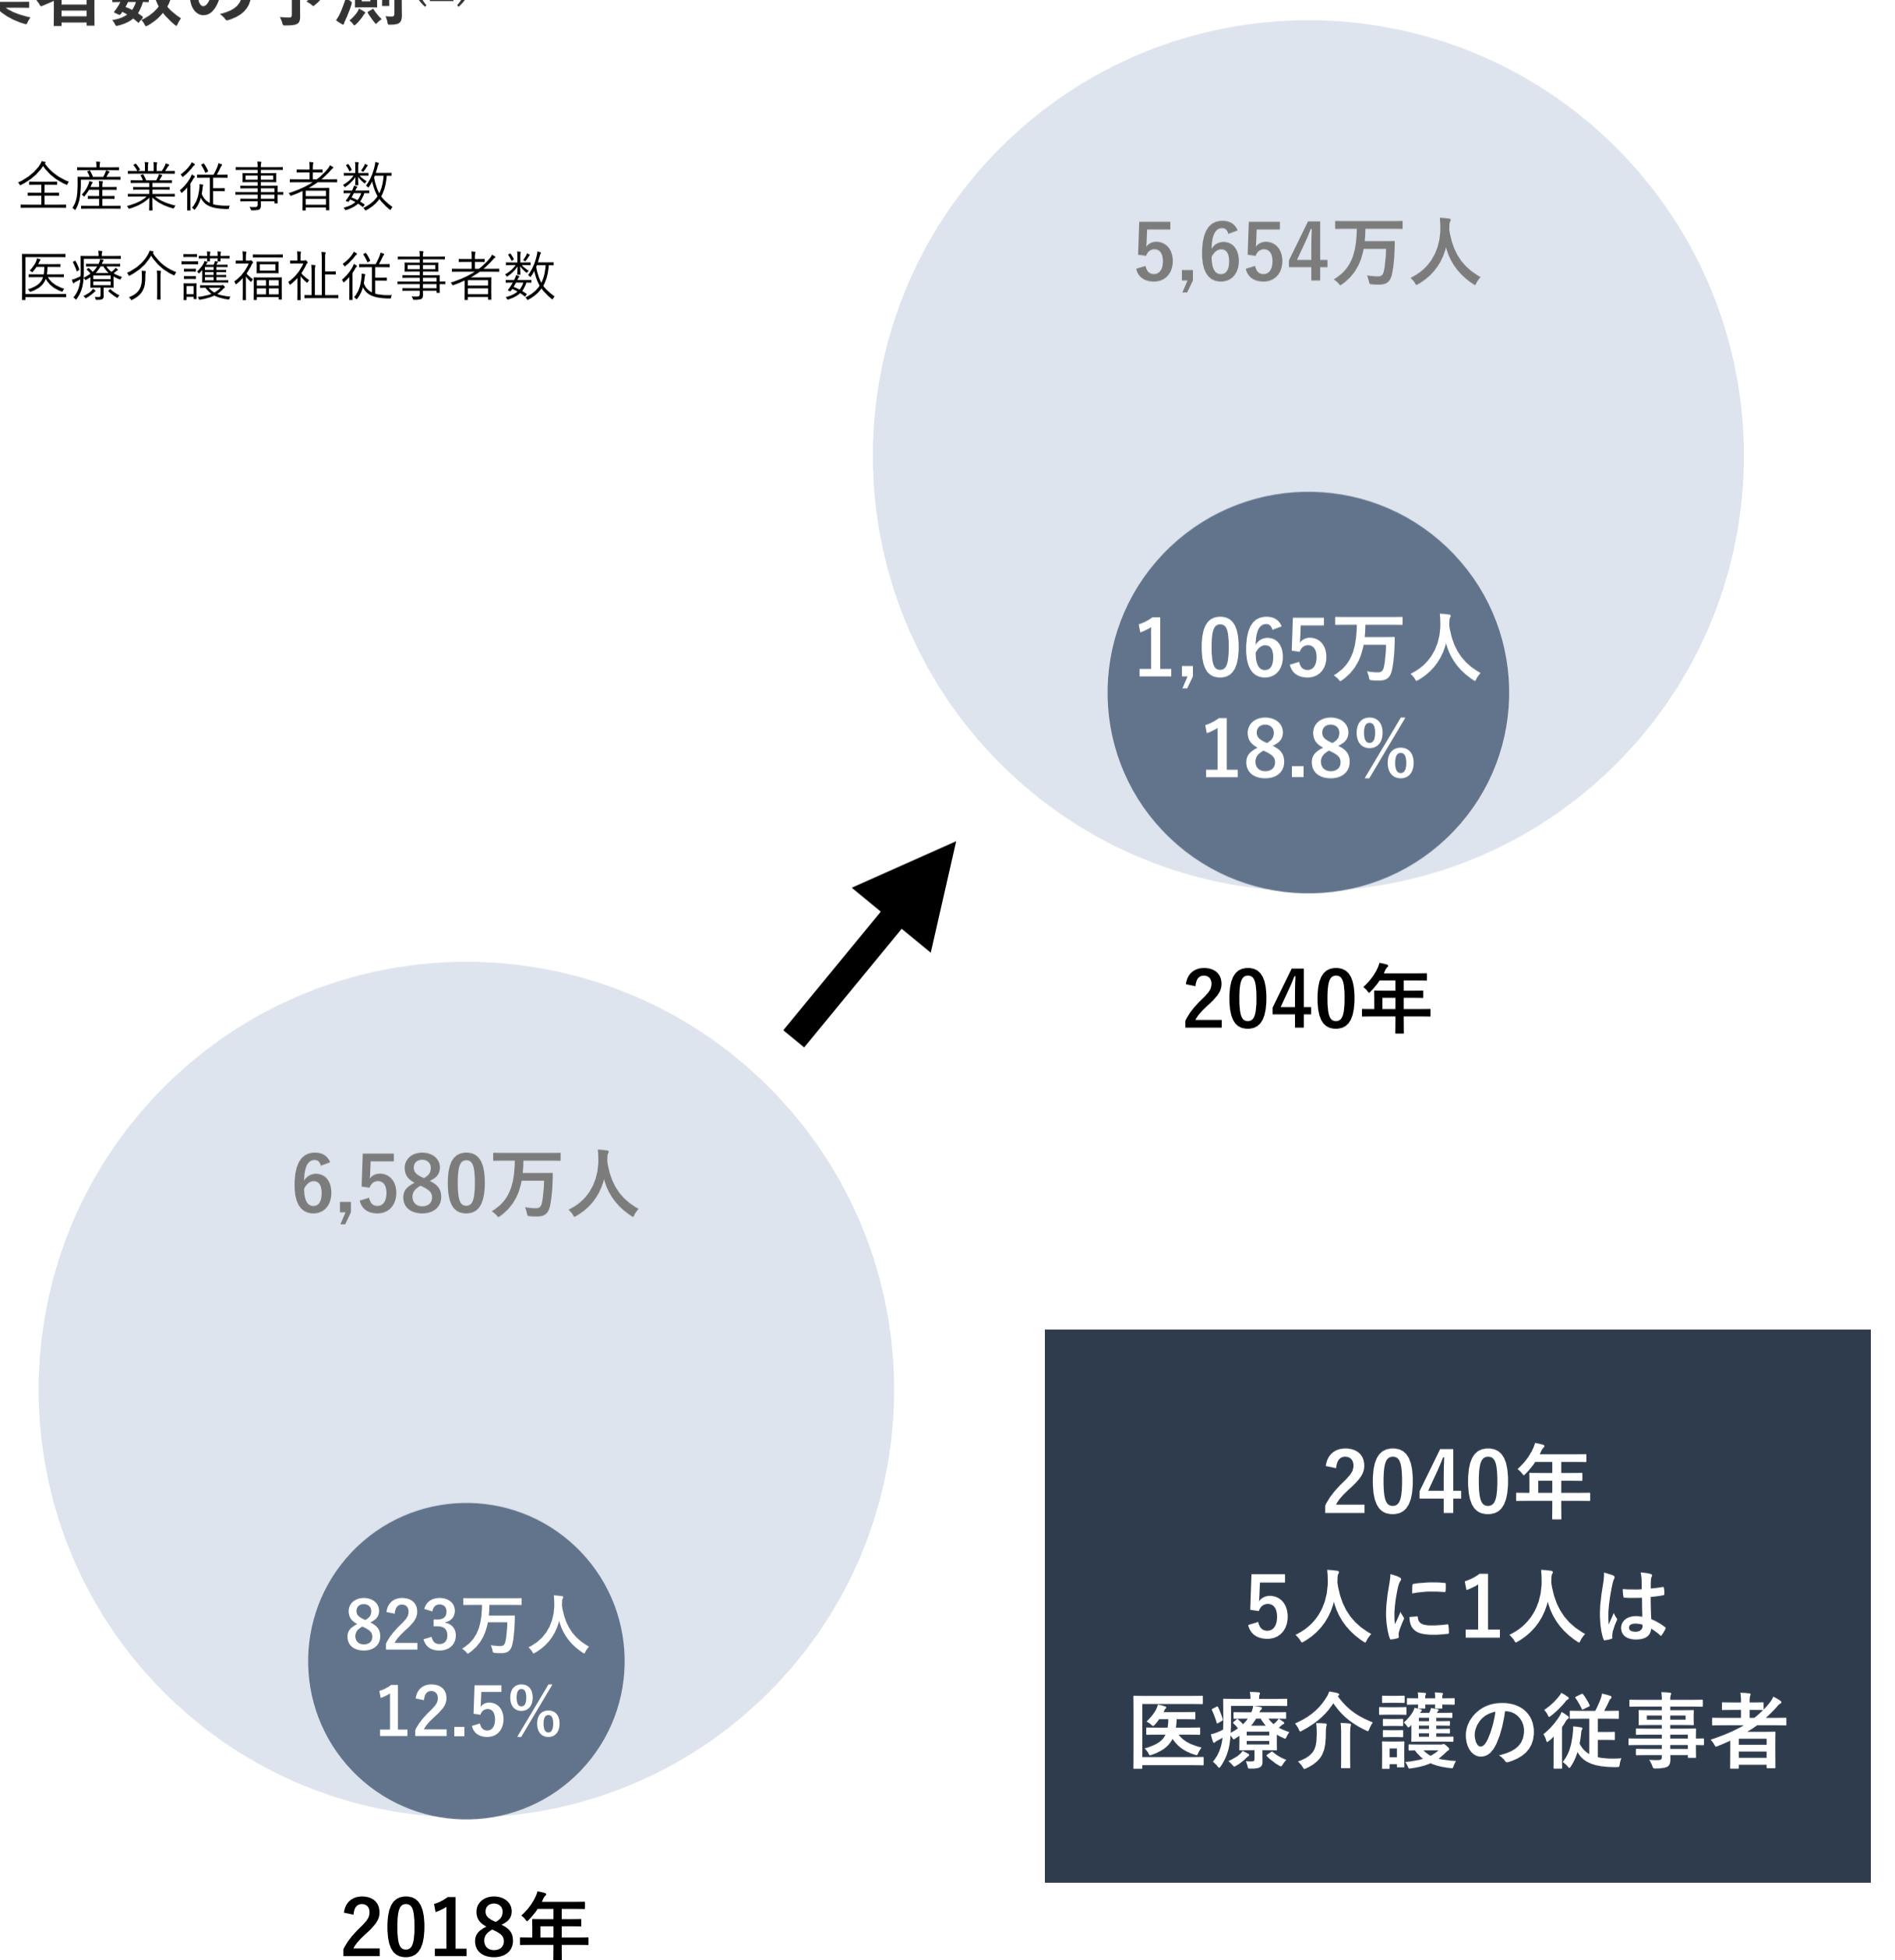 全産業従事者数
医療介護福祉従事者数
5,654万人
1,065万人
18.8%
2040年
6,580万人
823万人
12.5%
2018年
2040年
5人に1人は
医療介護の従事者